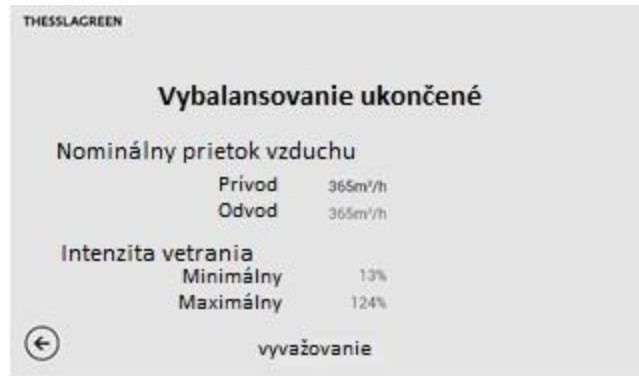 THESSLAGREEN
Vybalansovanie ukončené
Nominálny prietok vzduchu
Prívod 365m³/h
Odvod 365m³/h
Intenzita vetrania
Minimálny 13%
Maximálny 124%
vyvažovanie